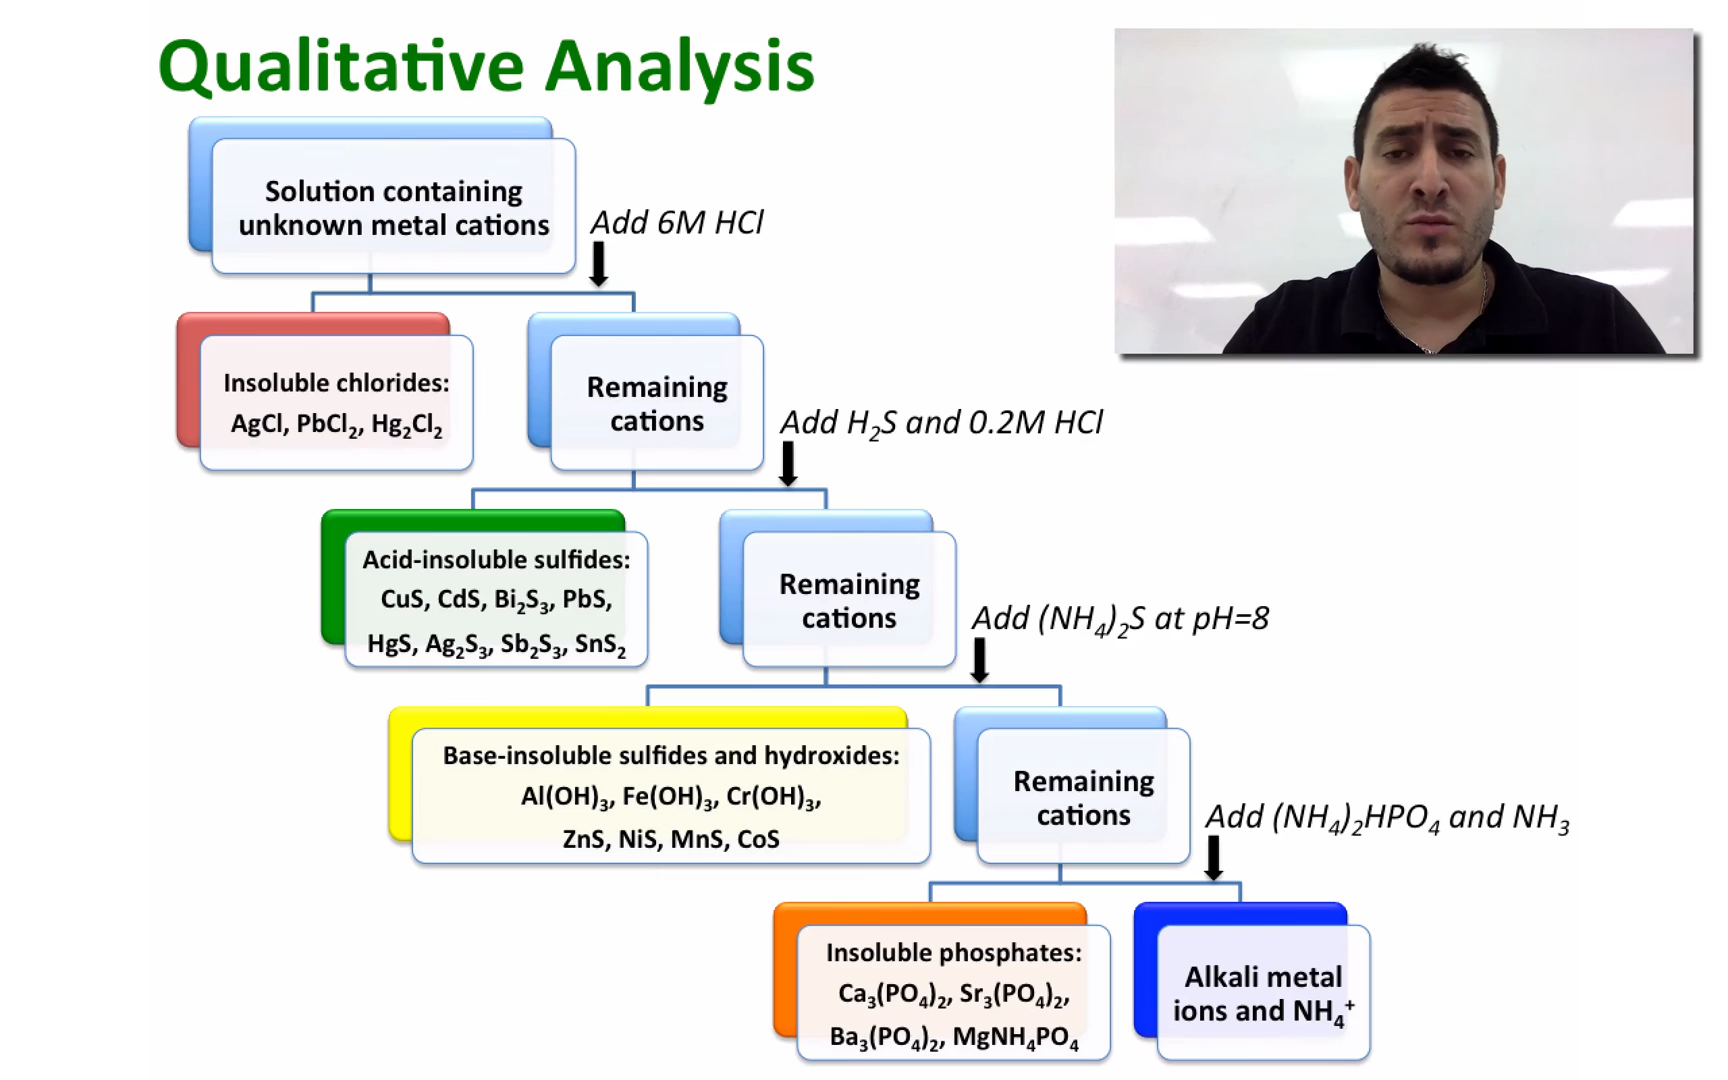 Qualitative Analysis
Solution containing
unknown metal cations
Add 6M HCl
Insoluble chlorides:
AgCl, PbCl₂, Hg₂Cl₂
Remaining
cations
Add H₂S and 0.2M HCl
Acid-insoluble sulfides:
CuS, CdS, Bi₂S₃, PbS,
HgS, Ag₂S₃, Sb₂S₃, SnS₂
Remaining
cations
Add (NH₄)₂S at pH=8
Base-insoluble sulfides and hydroxides:
Al(OH)₃, Fe(OH)₃, Cr(OH)₃,
ZnS, NiS, MnS, CoS
Remaining
cations
Add (NH₄)₂HPO₄ and NH₃
Insoluble phosphates:
Ca₃(PO₄)₂, Sr₃(PO₄)₂,
Ba₃(PO₄)₂, MgNH₄PO₄
Alkali metal
ions and NH₄⁺